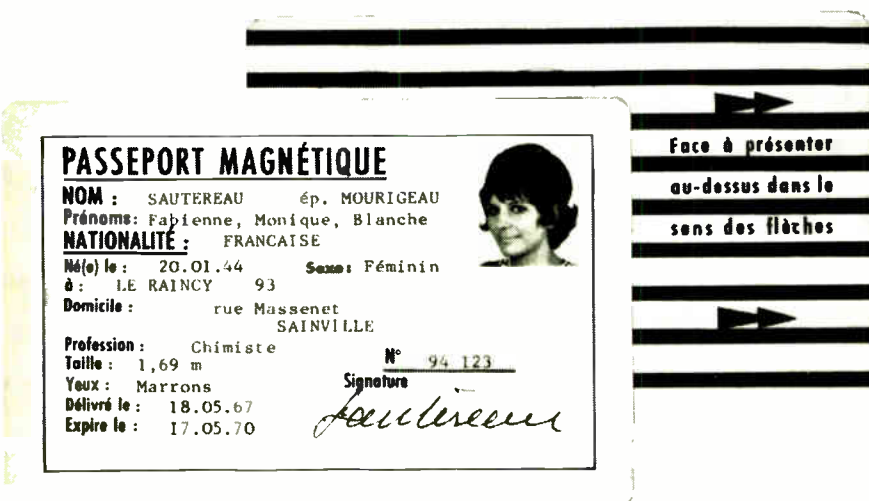 PASSEPORT MAGNÉTIQUE
NOM : SAUTEREAU ép. MOURIGEAU
Prénoms: Fabienne, Monique, Blanche
NATIONALITÉ : FRANCAISE
Né(e) le : 20.01.44 Sexe: Féminin
à : LE RAINCY 93
Domicile : rue Massenet
SAINVILLE
Profession : Chimiste
Taille : 1,69 m
N° 94 123
Yeux : Marrons
Signature
Délivré le : 18.05.67
Sautereau
Expire le : 17.05.70
Face à présenter
au-dessus dans le
sens des flèches